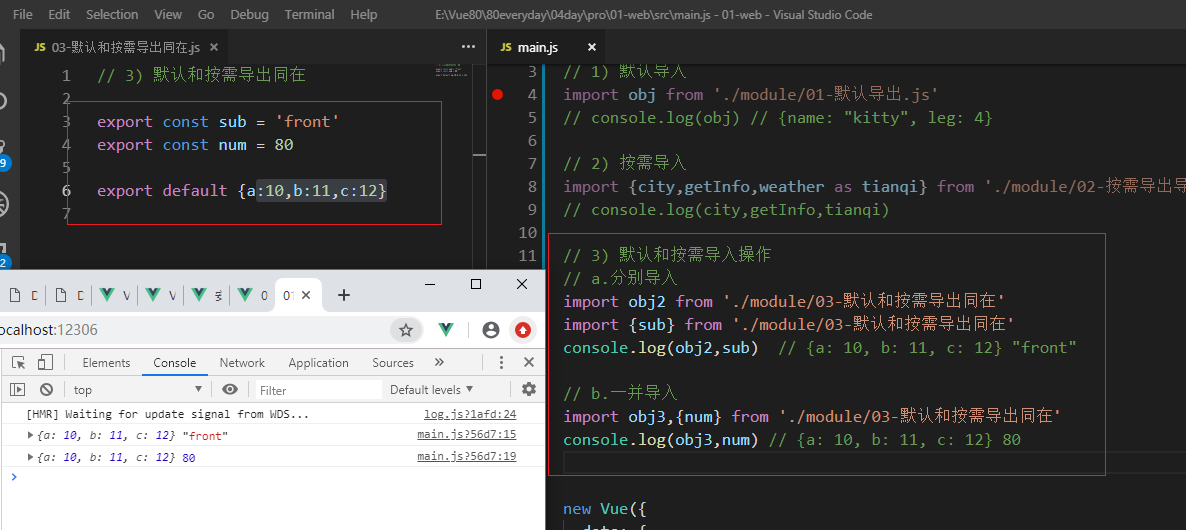 File Edit Selection View Go Debug Terminal Help E:\Vue80\80everyday\04day\pro\01-web\src\main.js - 01-web - Visual Studio Code
JS 03-默认和按需导出同在.js ×
1 // 3) 默认和按需导出同在
2
3 export const sub = 'front'
4 export const num = 80
5
6 export default {a:10,b:11,c:12}
7
9
2
JS main.js ×
3 // 1) 默认导入
4 import obj from './module/01-默认导出.js'
5 // console.log(obj) // {name: "kitty", leg: 4}
6
7 // 2) 按需导入
8 import {city,getInfo,weather as tianqi} from './module/02-按需导出导
9 // console.log(city,getInfo,tianqi)
10
11 // 3) 默认和按需导入操作
// a.分别导入
import obj2 from './module/03-默认和按需导出同在'
import {sub} from './module/03-默认和按需导出同在'
console.log(obj2,sub) // {a: 10, b: 11, c: 12} "front"
// b.一并导入
import obj3,{num} from './module/03-默认和按需导出同在'
console.log(obj3,num) // {a: 10, b: 11, c: 12} 80
new Vue({
data: {
ocalhost:12306
Elements Console Network Application Sources »
top Filter Default levels
[HMR] Waiting for update signal from WDS... log.js?1afd:24
{a: 10, b: 11, c: 12} "front" main.js?56d7:15
{a: 10, b: 11, c: 12} 80 main.js?56d7:19